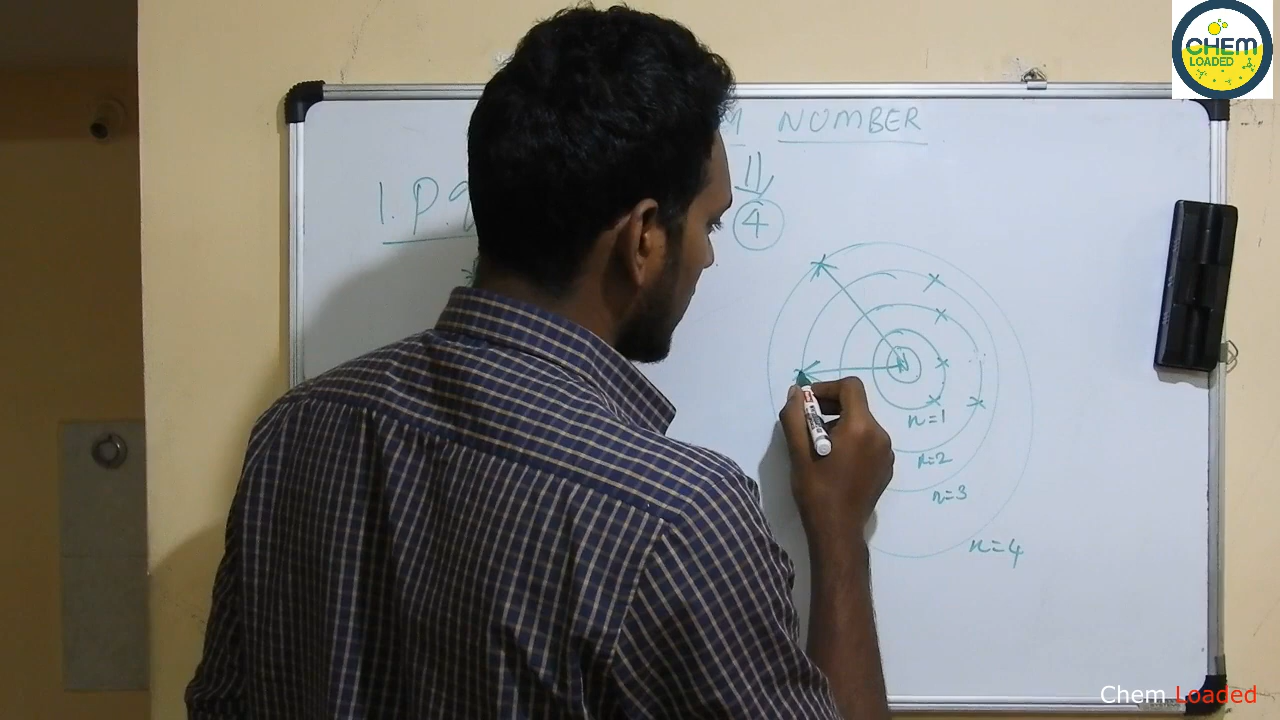 CHEM
LOADED
NUMBER
1. P.
4
N
n=1
n=2
n=3
n=4
Chem Loaded